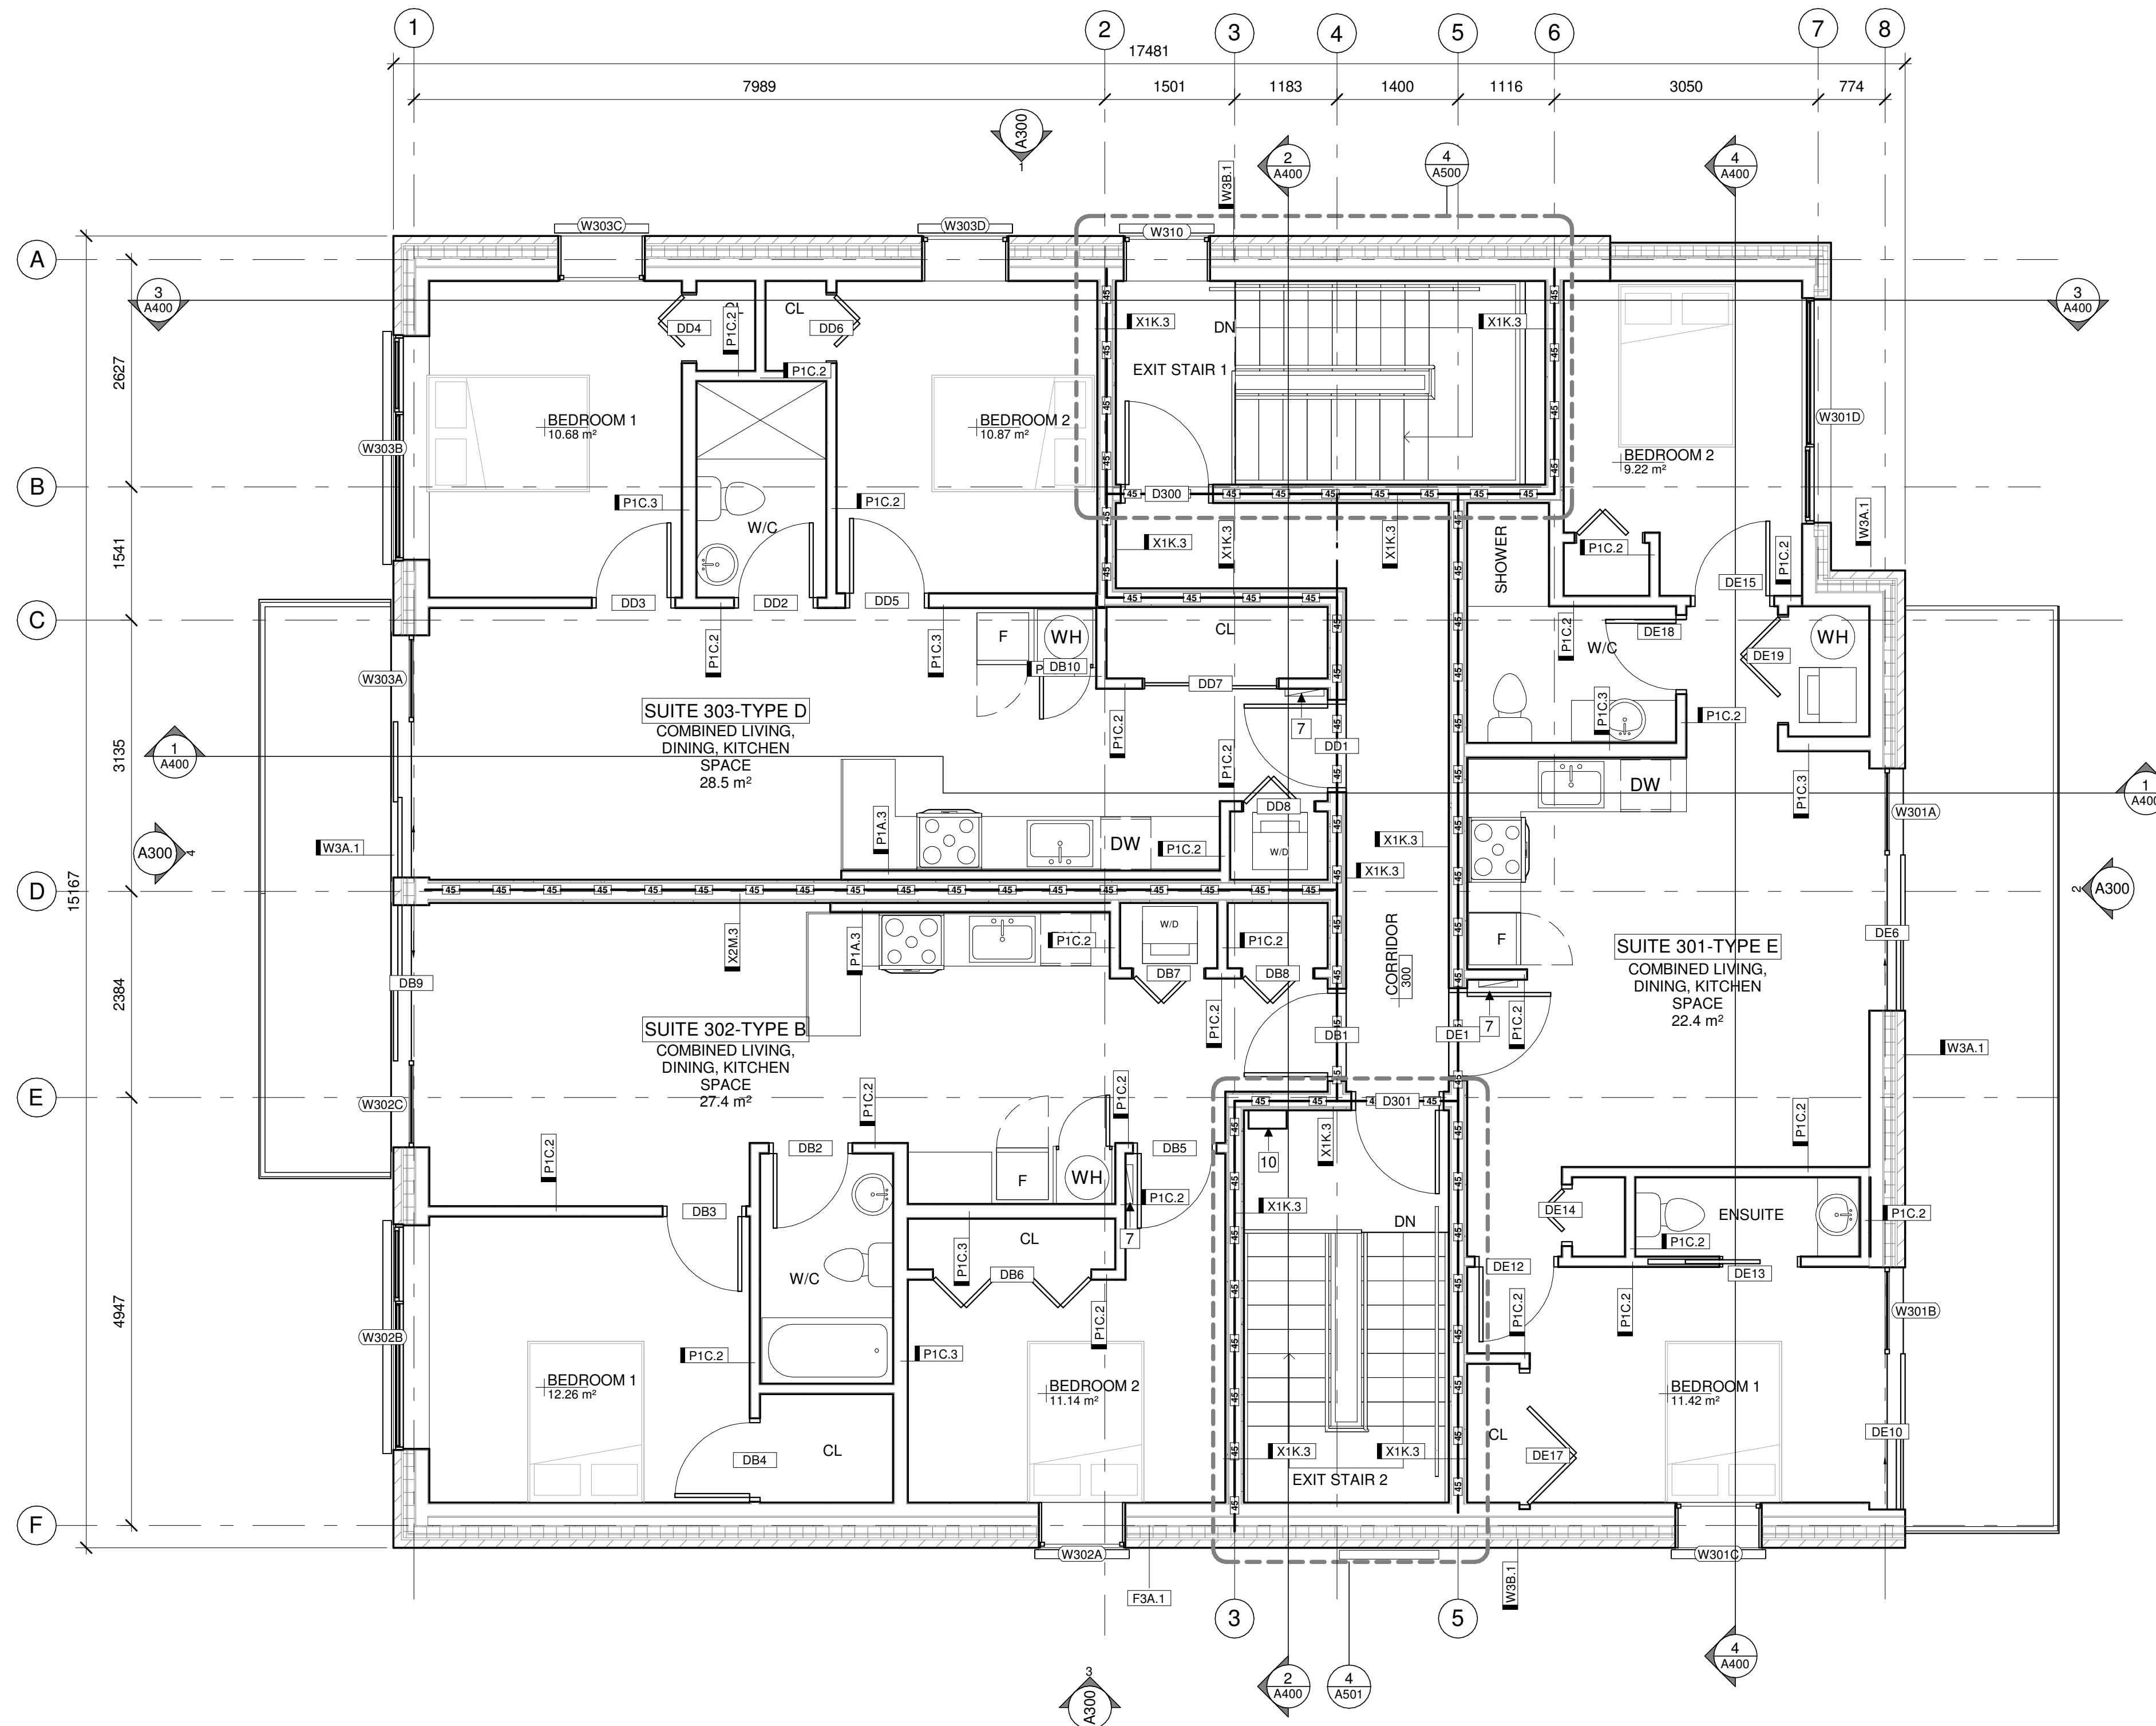 1
2
3
4
5
6
7
8
17481
7989
1501
1183
1400
1116
3050
774
A300
1
2
A400
4
A500
4
A400
W3B.1
W303C
W303D
W310
A
3
A400
3
A400
DD4
P1C.2
CL
DD6
P1C.2
X1K.3
X1K.3
DN
EXIT STAIR 1
2627
W303B
BEDROOM 1
10.68 m²
BEDROOM 2
10.87 m²
BEDROOM 2
9.22 m²
W301D
B
P1C.3
P1C.2
W/C
D300
45
X1K.3
X1K.3
X1K.3
SHOWER
P1C.2
P1C.2
W3A.1
1541
DD3
DD2
DD5
DE15
C
P1C.2
P1C.3
F
WH
DB10
CL
P1C.2
W/C
DE18
DE19
WH
W303A
DD7
7
SUITE 303-TYPE D
COMBINED LIVING,
DINING, KITCHEN
SPACE
28.5 m²
P1C.2
P1C.2
DD1
P1C.3
P1C.2
3135
1
A400
1
P1C.3
DW
DD8
W301A
A300
4
W3A.1
P1A.3
DW
P1C.2
W/D
X1K.3
X1K.3
D
15167
2
A300
X2M.3
P1A.3
P1C.2
W/D
P1C.2
CORRIDOR
300
F
SUITE 301-TYPE E
COMBINED LIVING,
DINING, KITCHEN
SPACE
22.4 m²
DE6
DB9
DB7
DB8
2384
SUITE 302-TYPE B
COMBINED LIVING,
DINING, KITCHEN
SPACE
27.4 m²
P1C.2
DB1
DE1
7
P1C.2
W3A.1
E
W302C
P1C.2
P1C.2
D301
P1C.2
P1C.2
DB2
DB5
10
X1K.3
F
WH
P1C.2
7
X1K.3
DN
DB3
DE14
ENSUITE
P1C.2
P1C.2
4947
W/C
P1C.3
CL
DB6
P1C.2
DE12
DE13
P1C.2
P1C.2
W301B
W302B
P1C.2
P1C.3
BEDROOM 1
12.26 m²
BEDROOM 2
11.14 m²
BEDROOM 1
11.42 m²
DB4
CL
X1K.3
X1K.3
EXIT STAIR 2
CL
DE17
DE10
F
W302A
W301C
F3A.1
3
5
W3B.1
3
A300
2
A400
4
A501
4
A400